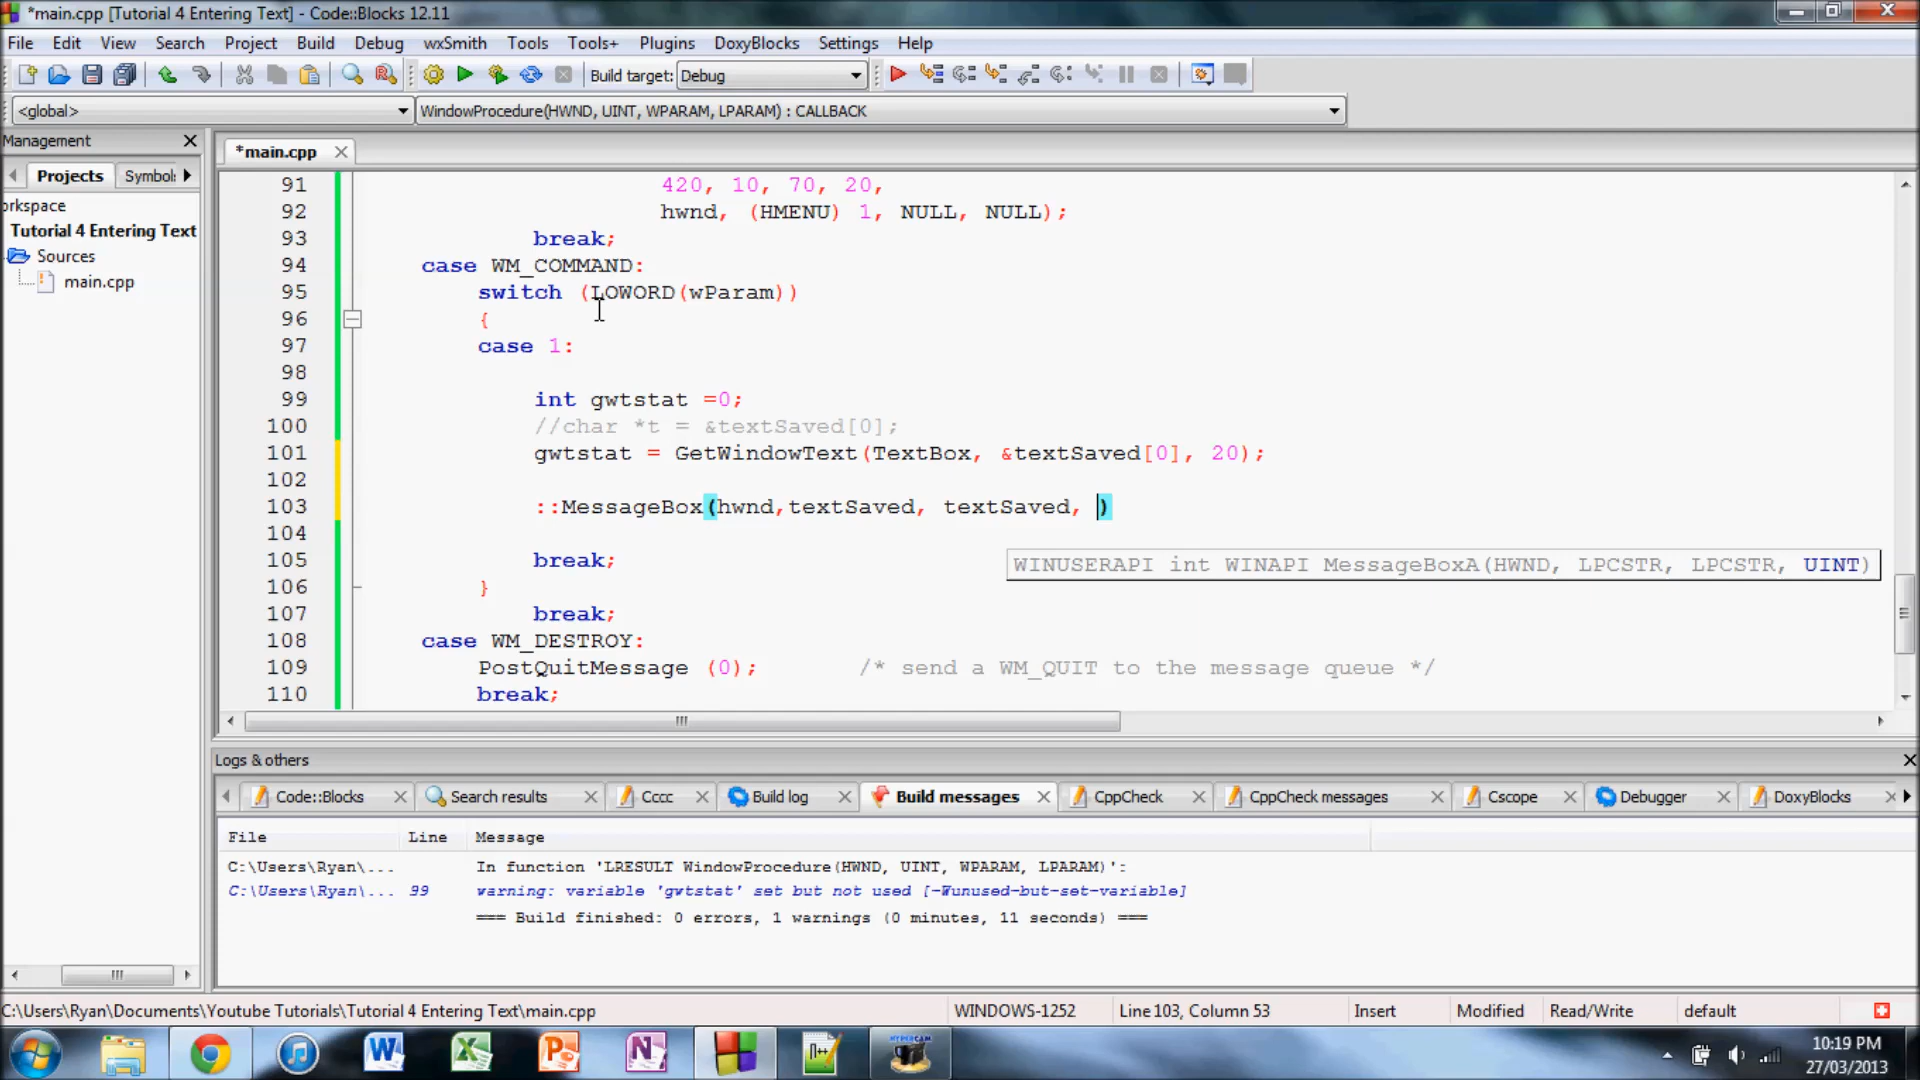 *main.cpp [Tutorial 4 Entering Text] - Code::Blocks 12.11
File Edit View Search Project Build Debug wxSmith Tools Tools+ Plugins DoxyBlocks Settings Help
Build target: Debug
<global> WindowProcedure(HWND, UINT, WPARAM, LPARAM) : CALLBACK
Management
*main.cpp
Projects Symbol
orkspace
Tutorial 4 Entering Text
Sources
main.cpp
91 420, 10, 70, 20,
92 hwnd, (HMENU) 1, NULL, NULL);
93 break;
94 case WM_COMMAND:
95 switch (LOWORD(wParam))
96 {
97 case 1:
98
99 int gwtstat =0;
100 //char *t = &textSaved[0];
101 gwtstat = GetWindowText(TextBox, &textSaved[0], 20);
102
103 ::MessageBox(hwnd,textSaved, textSaved, )
104
WINUSERAPI int WINAPI MessageBoxA(HWND, LPCSTR, LPCSTR, UINT)
105 break;
106 }
107 break;
108 case WM_DESTROY:
109 PostQuitMessage (0); /* send a WM_QUIT to the message queue */
110 break;
Logs & others
Code::Blocks Search results Cccc Build log Build messages CppCheck CppCheck messages Cscope Debugger DoxyBlocks
File Line Message
C:\Users\Ryan\... In function 'LRESULT WindowProcedure(HWND, UINT, WPARAM, LPARAM)':
C:\Users\Ryan\... 99 warning: variable 'gwtstat' set but not used [-Wunused-but-set-variable]
=== Build finished: 0 errors, 1 warnings (0 minutes, 11 seconds) ===
C:\Users\Ryan\Documents\Youtube Tutorials\Tutorial 4 Entering Text\main.cpp WINDOWS-1252 Line 103, Column 53 Insert Modified Read/Write default
HYPERCAM
10:19 PM
27/03/2013